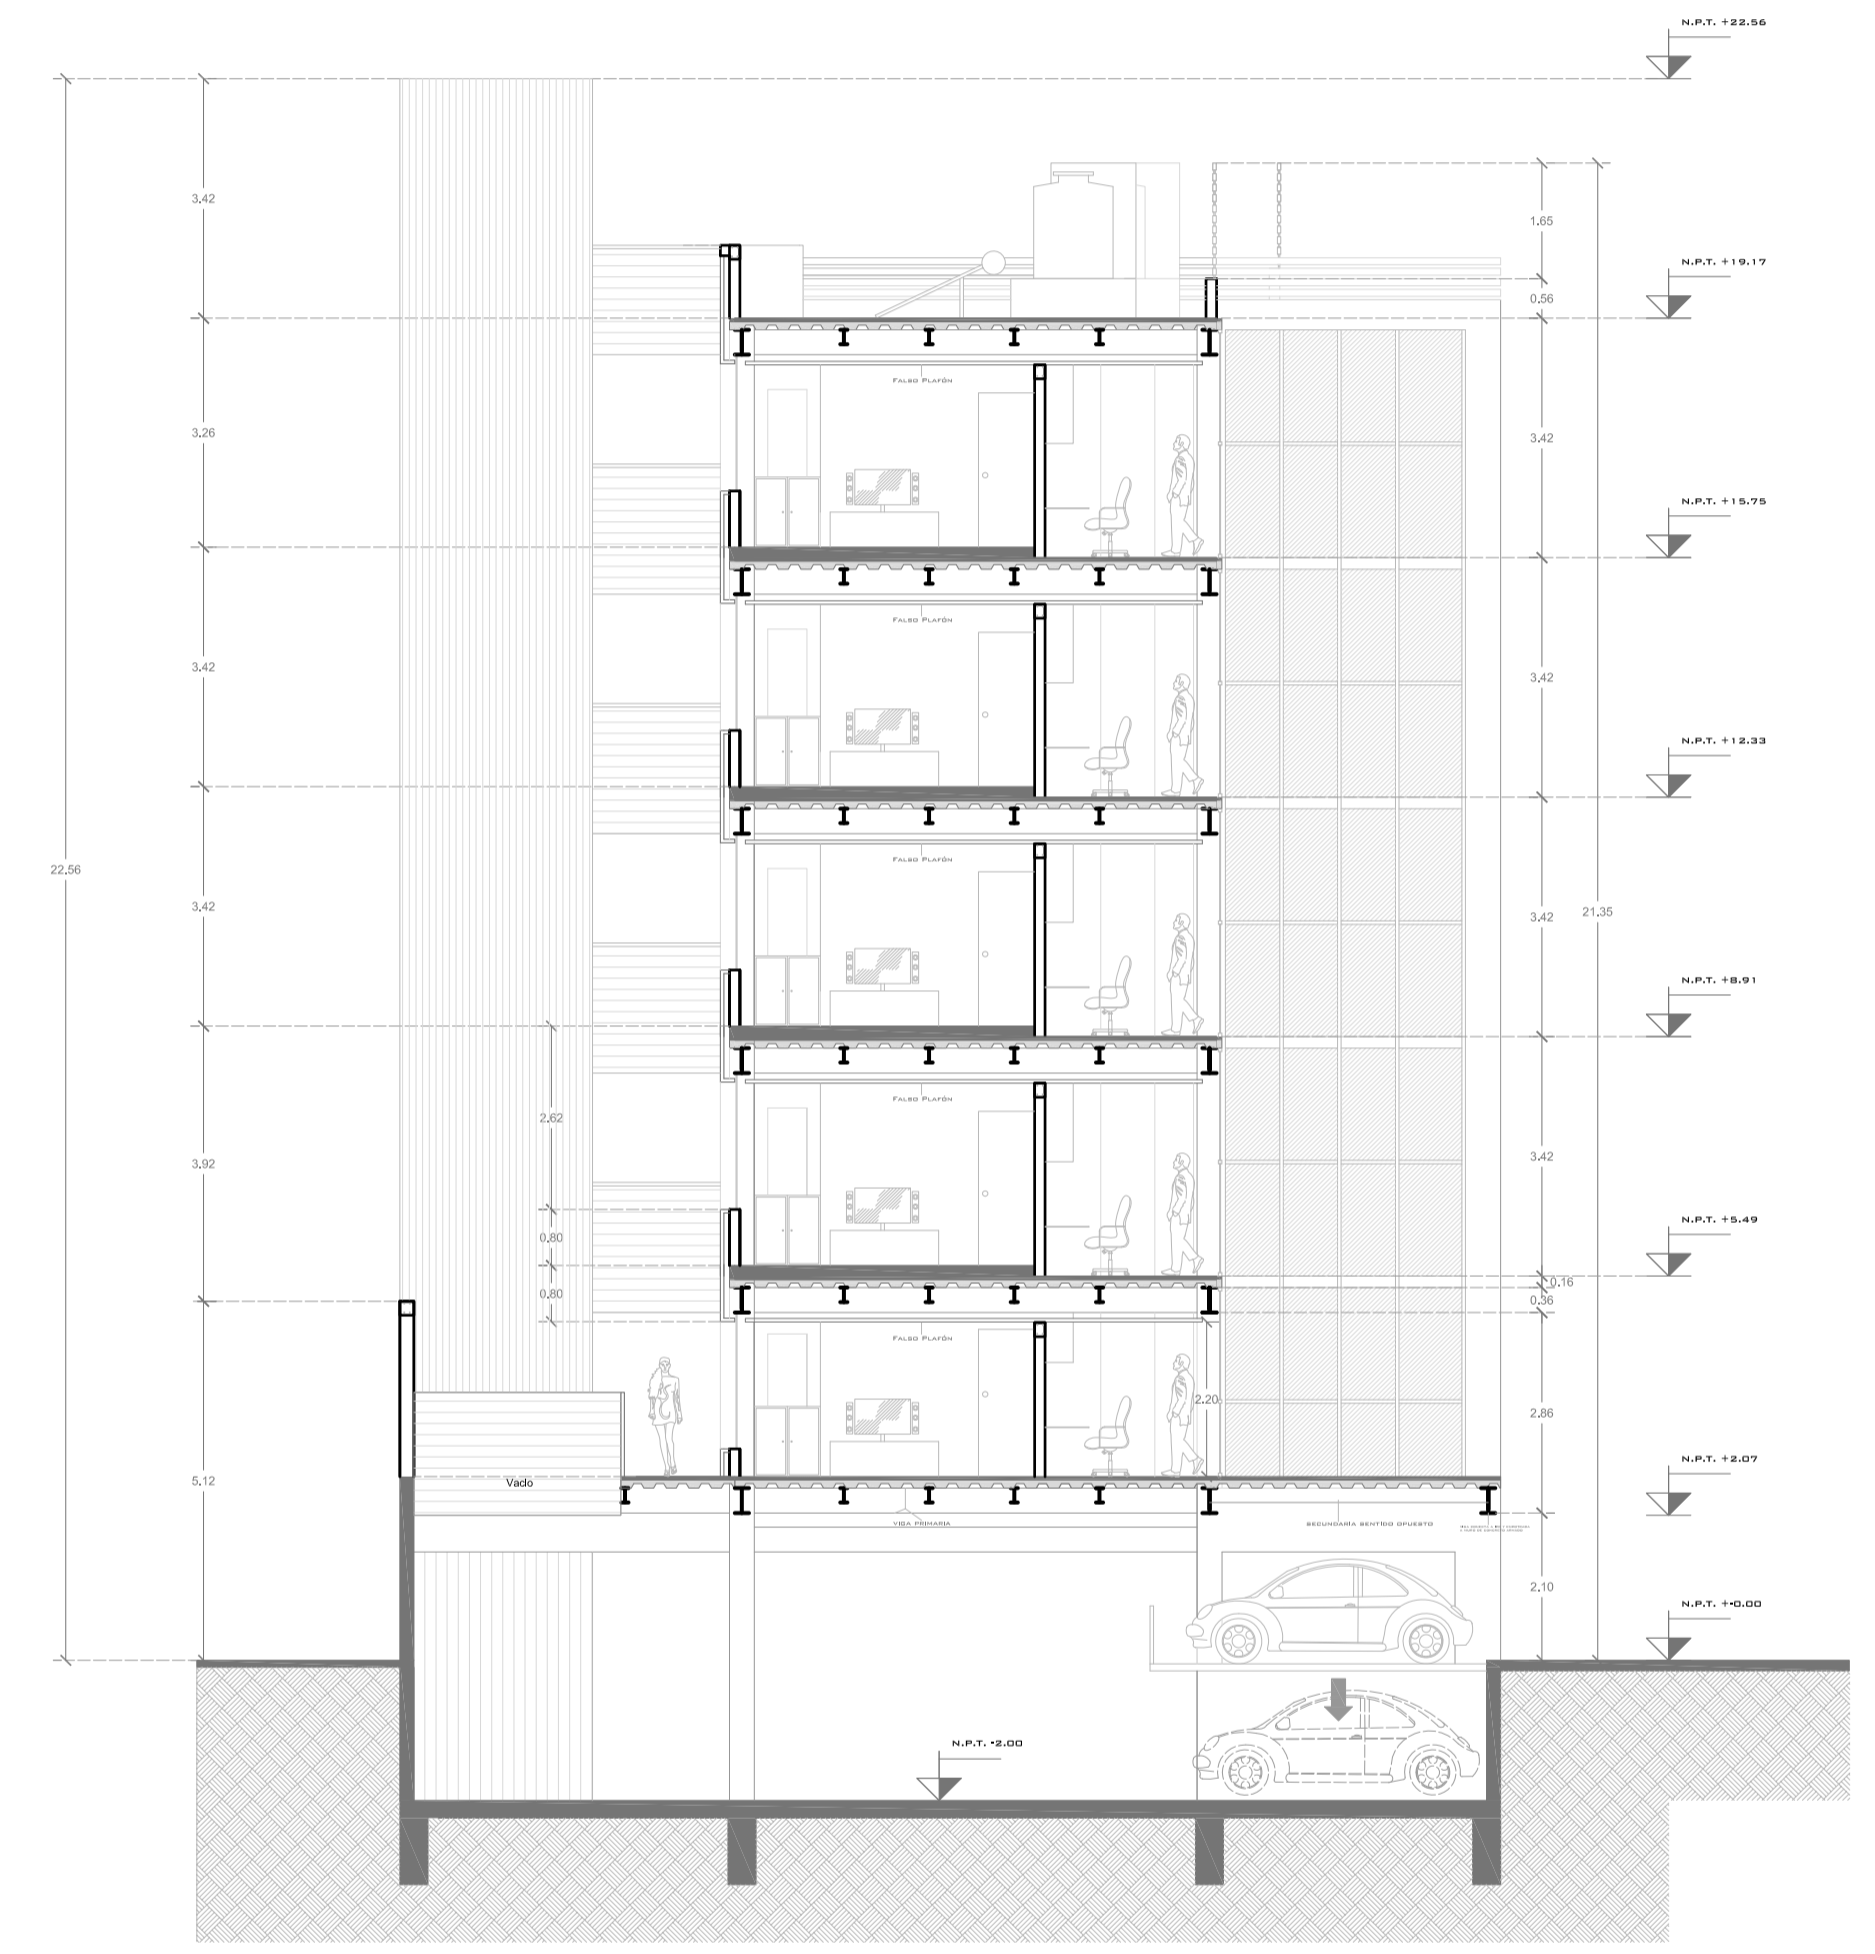 N.P.T. +22.56
3.42
1.65
N.P.T. +19.17
0.56
FALSO PLAFÓN
3.26
3.42
N.P.T. +15.75
FALSO PLAFÓN
3.42
3.42
N.P.T. +12.33
FALSO PLAFÓN
22.56
3.42
3.42
21.35
N.P.T. +8.91
FALSO PLAFÓN
2.62
3.92
3.42
N.P.T. +5.49
0.80
0.16
0.80
0.36
FALSO PLAFÓN
2.20
2.86
N.P.T. +2.07
5.12
Vacío
VIGA PRIMARIA
SECUNDARÍA SENTIDO OPUESTO
2.10
N.P.T. +-0.00
N.P.T. -2.00